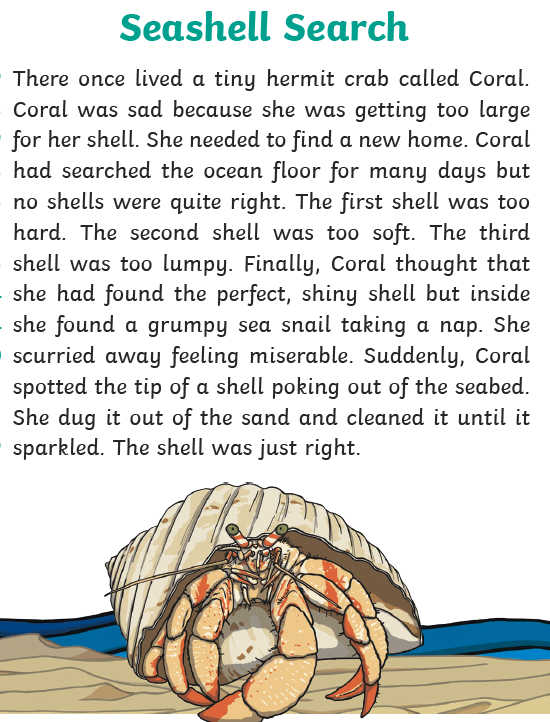 Seashell Search
There once lived a tiny hermit crab called Coral.
Coral was sad because she was getting too large
for her shell. She needed to find a new home. Coral
had searched the ocean floor for many days but
no shells were quite right. The first shell was too
hard. The second shell was too soft. The third
shell was too lumpy. Finally, Coral thought that
she had found the perfect, shiny shell but inside
she found a grumpy sea snail taking a nap. She
scurried away feeling miserable. Suddenly, Coral
spotted the tip of a shell poking out of the seabed.
She dug it out of the sand and cleaned it until it
sparkled. The shell was just right.